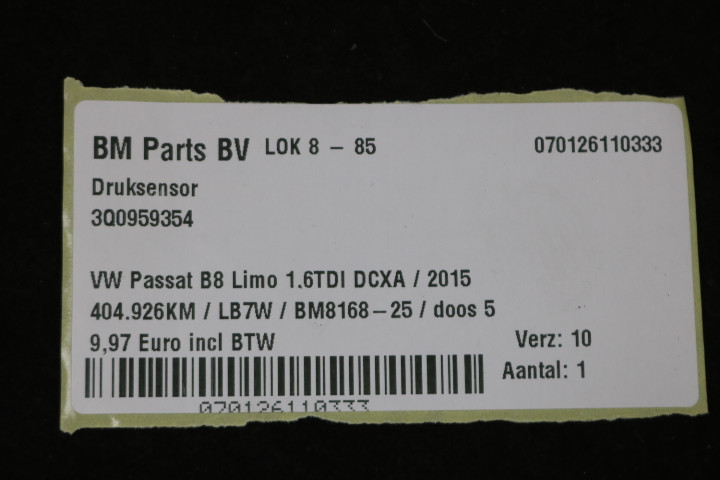 BM Parts BV LOK 8 - 85 070126110333
Druksensor
3Q0959354
VW Passat B8 Limo 1.6TDI DCXA / 2015
404.926KM / LB7W / BM8168-25 / doos 5
9,97 Euro incl BTW Verz: 10
Aantal: 1
070126110333